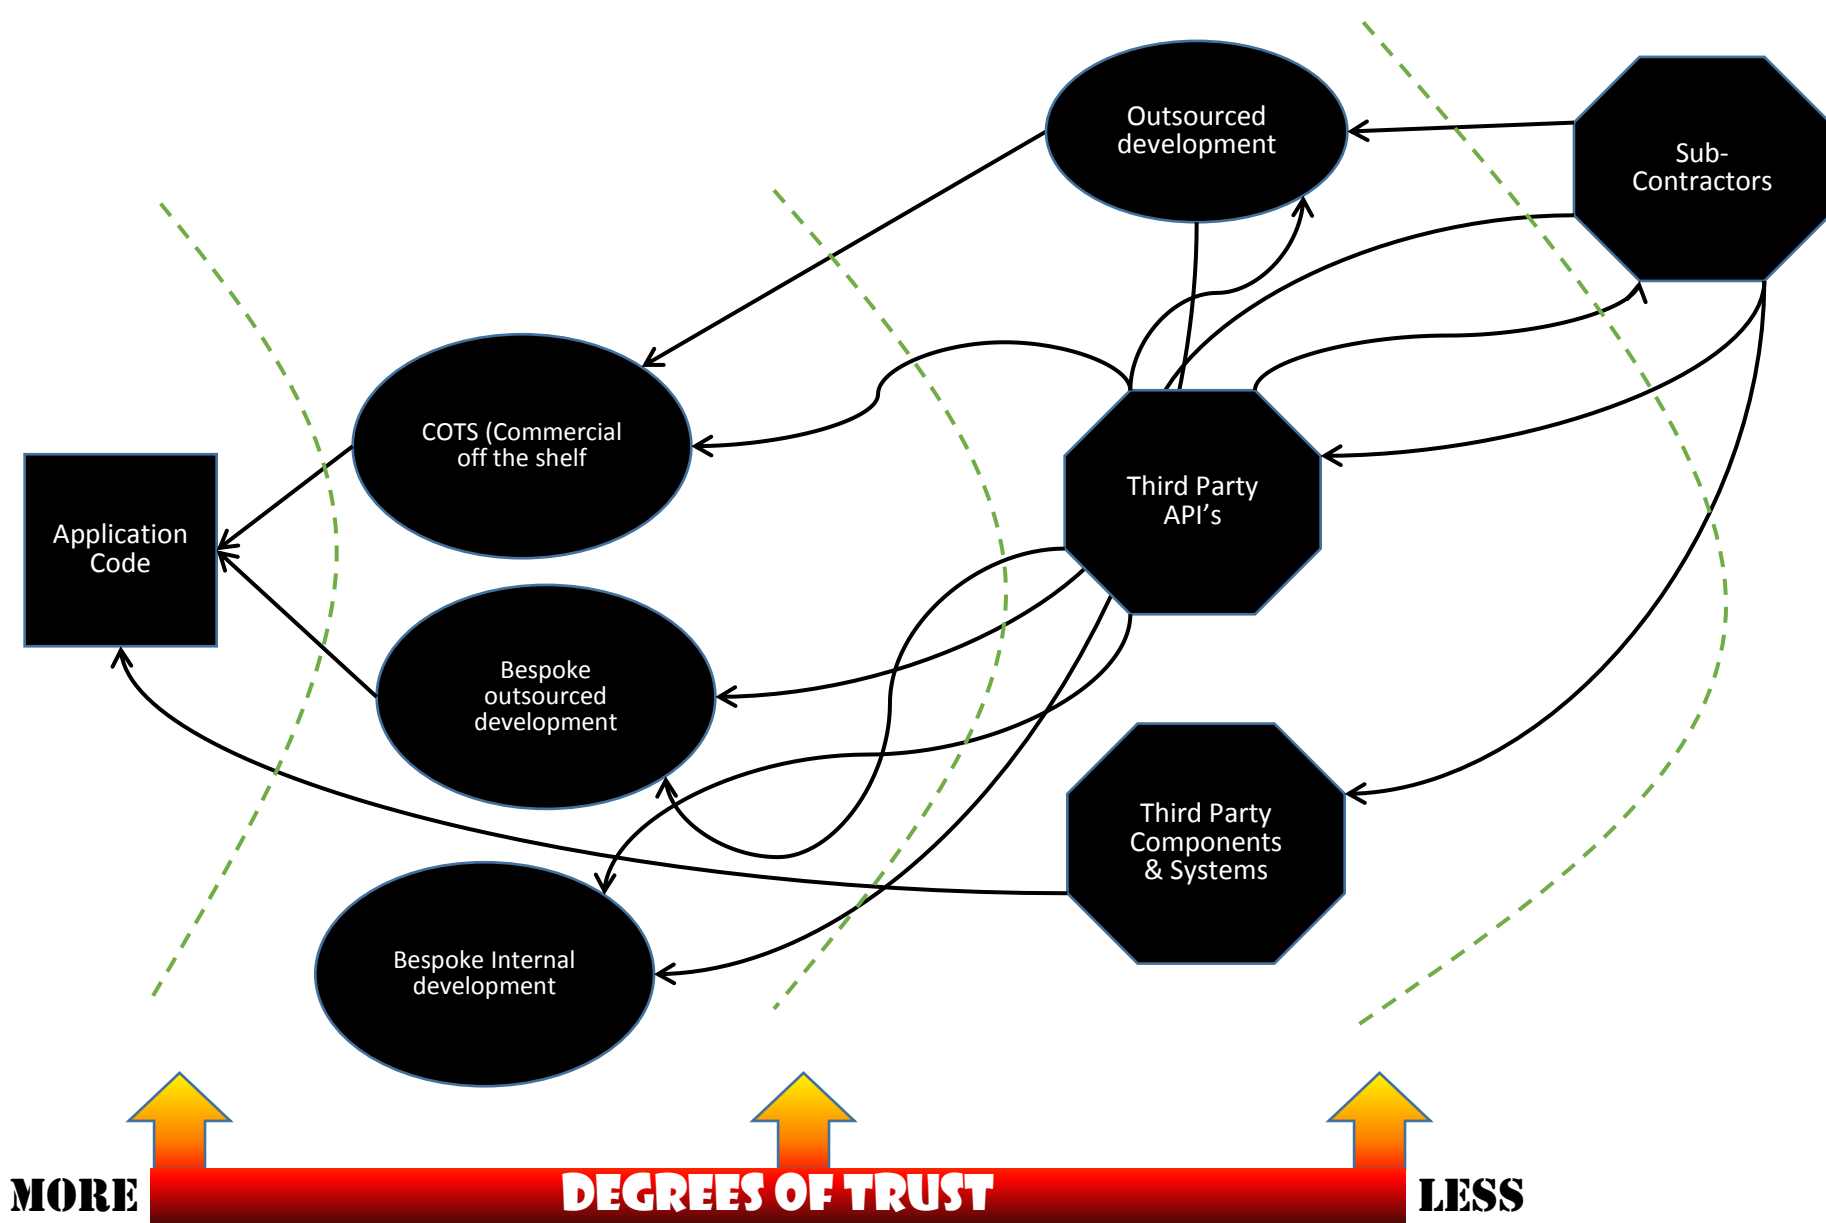 Outsourced
development
Sub-
Contractors
COTS (Commercial
off the shelf
Third Party
API’s
Application
Code
Bespoke
outsourced
development
Third Party
Components
& Systems
Bespoke Internal
development
MORE
DEGREES OF TRUST
LESS